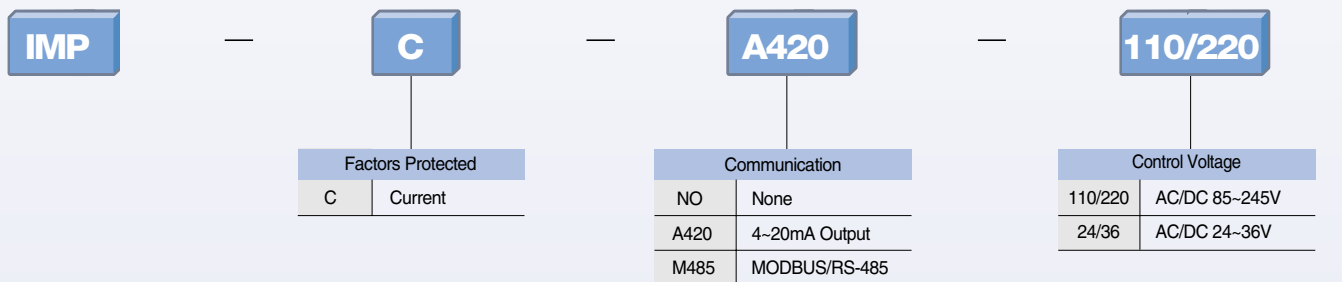 IMP — C — A420 — 110/220
Factors Protected
C Current
Communication
NO None
A420 4~20mA Output
M485 MODBUS/RS-485
Control Voltage
110/220 AC/DC 85~245V
24/36 AC/DC 24~36V